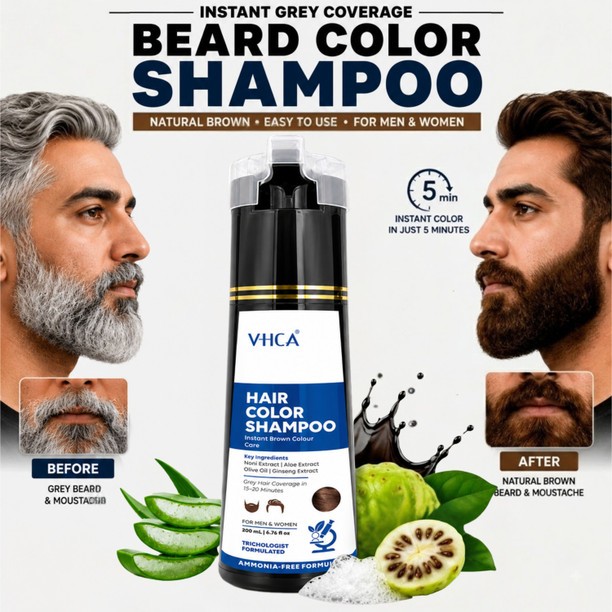 INSTANT GREY COVERAGE
BEARD COLOR
SHAMPOO
NATURAL BROWN • EASY TO USE • FOR MEN & WOMEN
5 min
INSTANT COLOR
IN JUST 5 MINUTES
VHCA®
HAIR
COLOR
SHAMPOO
Instant Brown Colour
Care
Key Ingredients
Noni Extract | Aloe Extract
Olive Oil | Ginseng Extract
Grey Hair Coverage in
15-20 Minutes
FOR MEN & WOMEN
200 mL | 6.76 fl oz
TRICHOLOGIST
FORMULATED
AMMONIA-FREE FORMU
BEFORE
GREY BEARD
& MOUSTACHE
AFTER
NATURAL BROWN
BEARD & MOUSTACHE